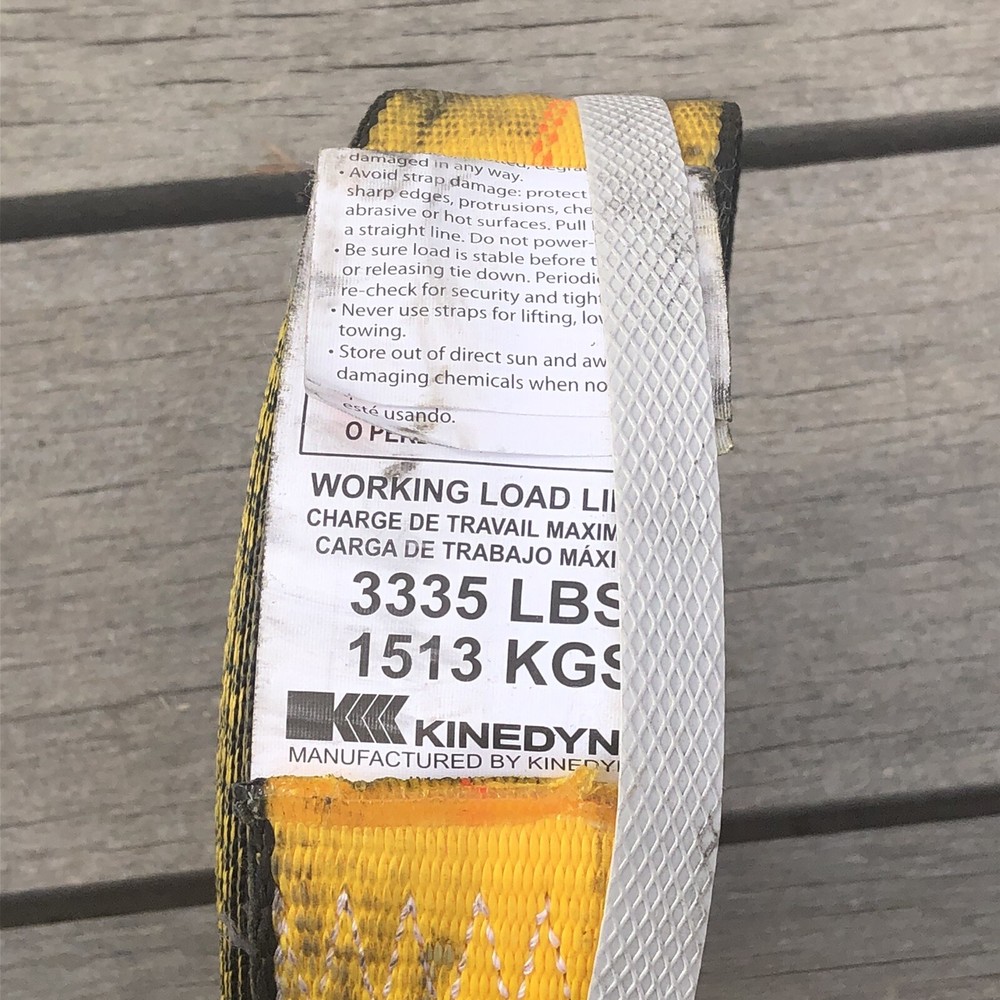 damaged in any way.
• Avoid strap damage: protect
sharp edges, protrusions, che
abrasive or hot surfaces. Pull
a straight line. Do not power-
• Be sure load is stable before t
or releasing tie down. Periodic
re-check for security and tight
• Never use straps for lifting, low
towing.
• Store out of direct sun and aw
damaging chemicals when no
esté usando.
O PER
WORKING LOAD LI
CHARGE DE TRAVAIL MAXIM
CARGA DE TRABAJO MÁXI
3335 LBS
1513 KGS
KINEDYN
MANUFACTURED BY KINEDY